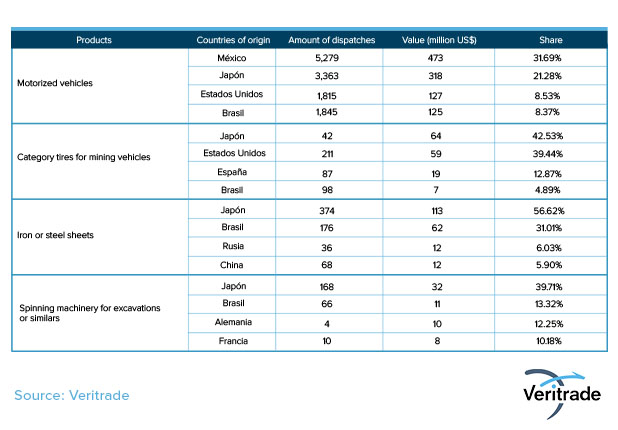 Products Countries of origin Amount of dispatches Value (million US$) Share
Motorized vehicles
México 5,279 473 31.69%
Japón 3,363 318 21.28%
Estados Unidos 1,815 127 8.53%
Brasil 1,845 125 8.37%
Category tires for mining vehicles
Japón 42 64 42.53%
Estados Unidos 211 59 39.44%
España 87 19 12.87%
Brasil 98 7 4.89%
Iron or steel sheets
Japón 374 113 56.62%
Brasil 176 62 31.01%
Rusia 36 12 6.03%
China 68 12 5.90%
Spinning machinery for excavations
or similars
Japón 168 32 39.71%
Brasil 66 11 13.32%
Alemania 4 10 12.25%
Francia 10 8 10.18%
Source: Veritrade
Veritrade